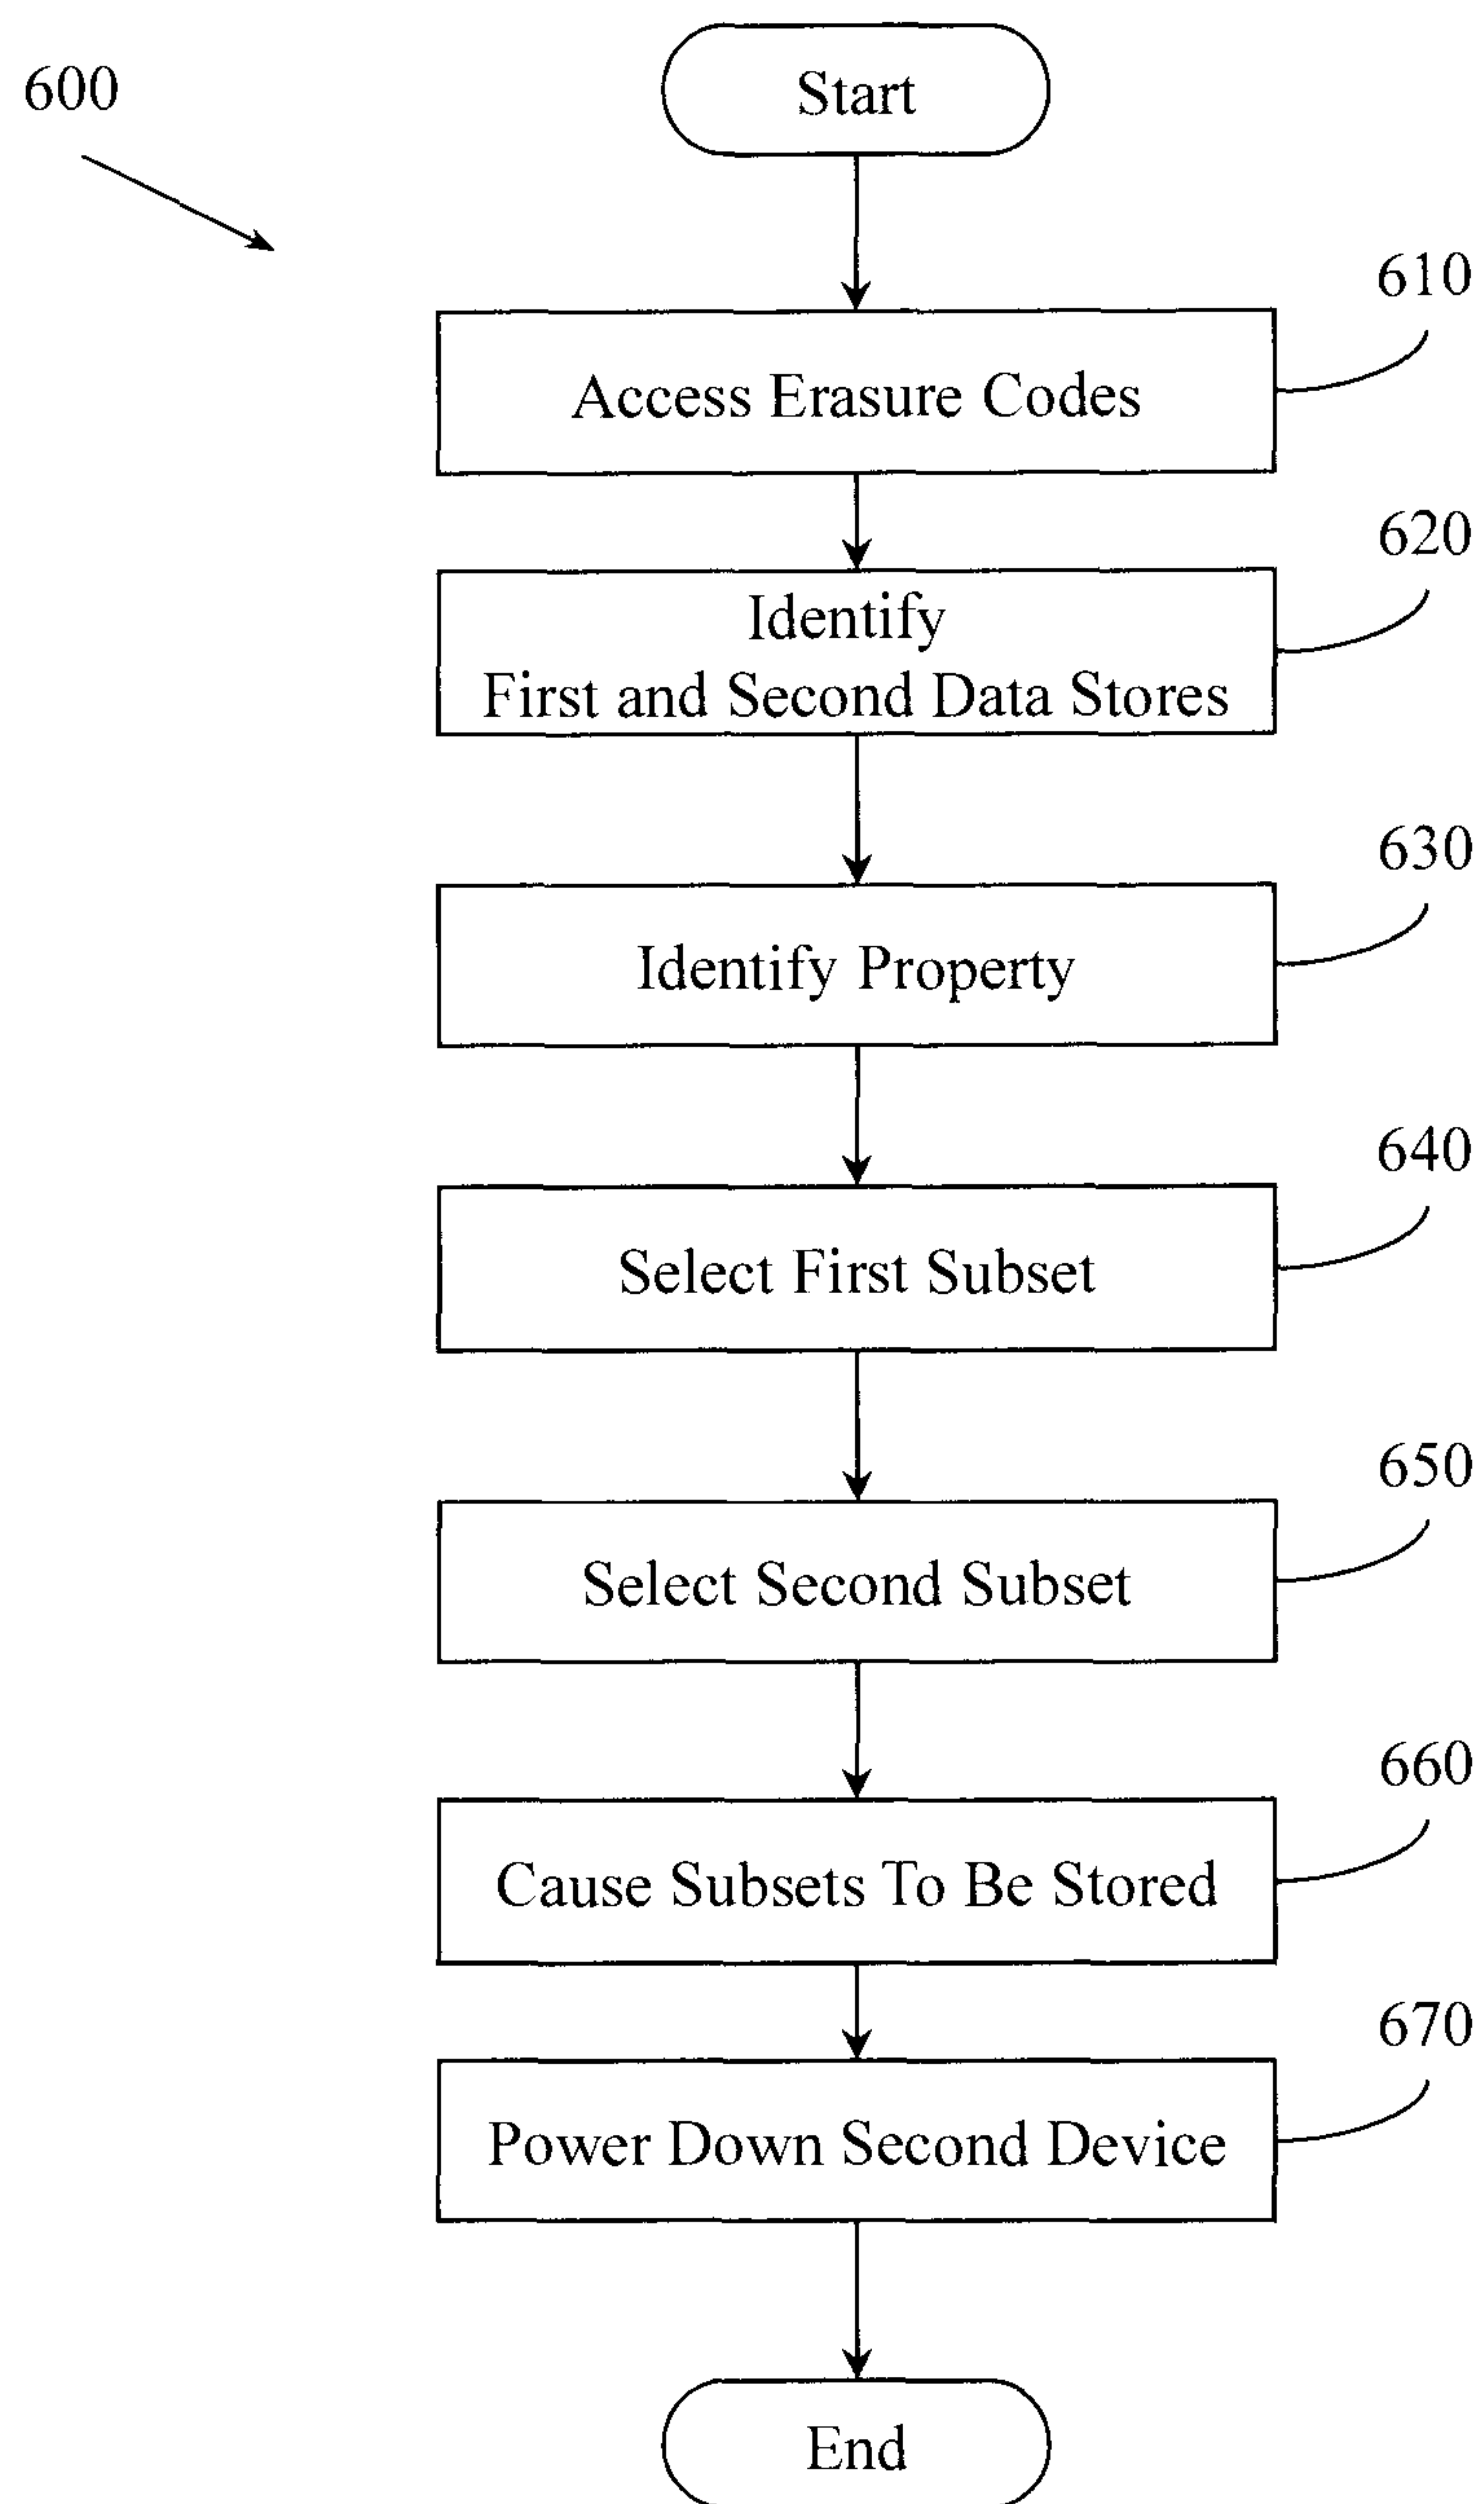 600
Start
610
Access Erasure Codes
620
Identify
First and Second Data Stores
630
Identify Property
640
Select First Subset
650
Select Second Subset
660
Cause Subsets To Be Stored
670
Power Down Second Device
End